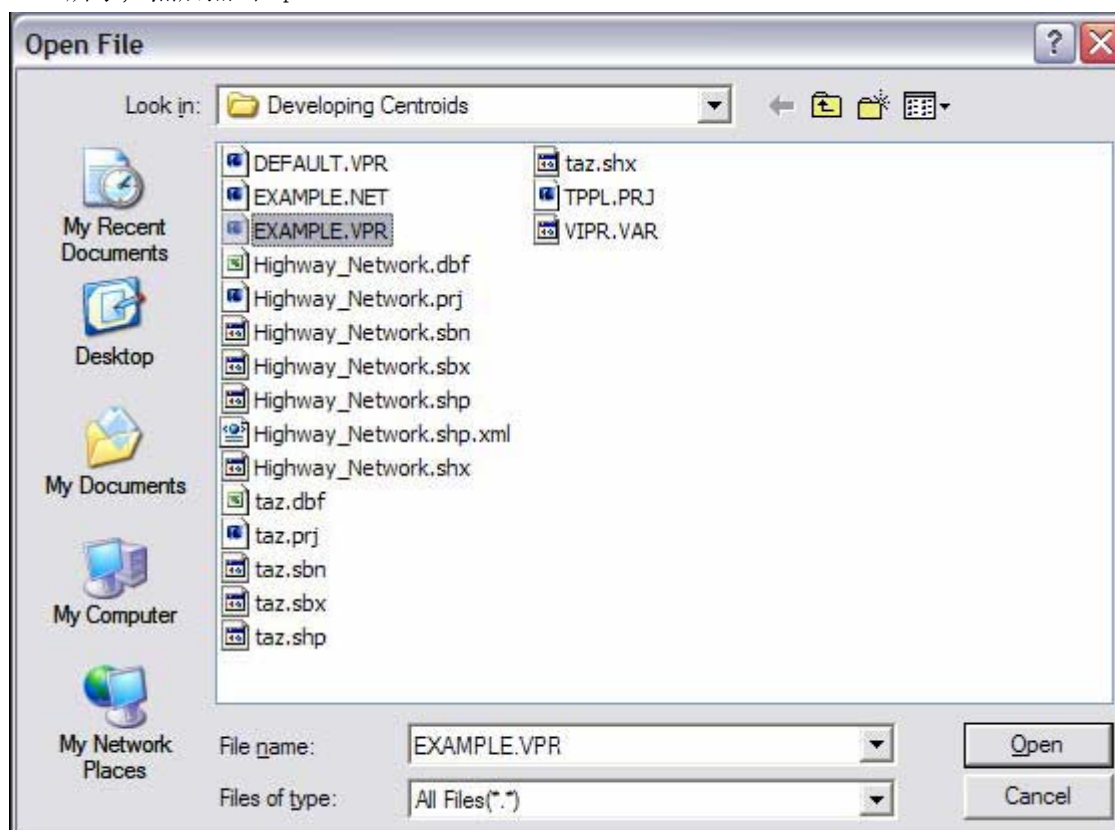 Open File
Look in:
Developing Centroids
My Recent
Documents
Desktop
My Documents
My Computer
My Network
Places
DEFAULT.VPR
EXAMPLE.NET
EXAMPLE.VPR
Highway_Network.dbf
Highway_Network.prj
Highway_Network.sbn
Highway_Network.sbx
Highway_Network.shp
Highway_Network.shp.xml
Highway_Network.shx
taz.dbf
taz.prj
taz.sbn
taz.sbx
taz.shp
taz.shx
TPPL.PRJ
VIPR.VAR
File name:
EXAMPLE.VPR
Open
Files of type:
All Files(*.*)
Cancel